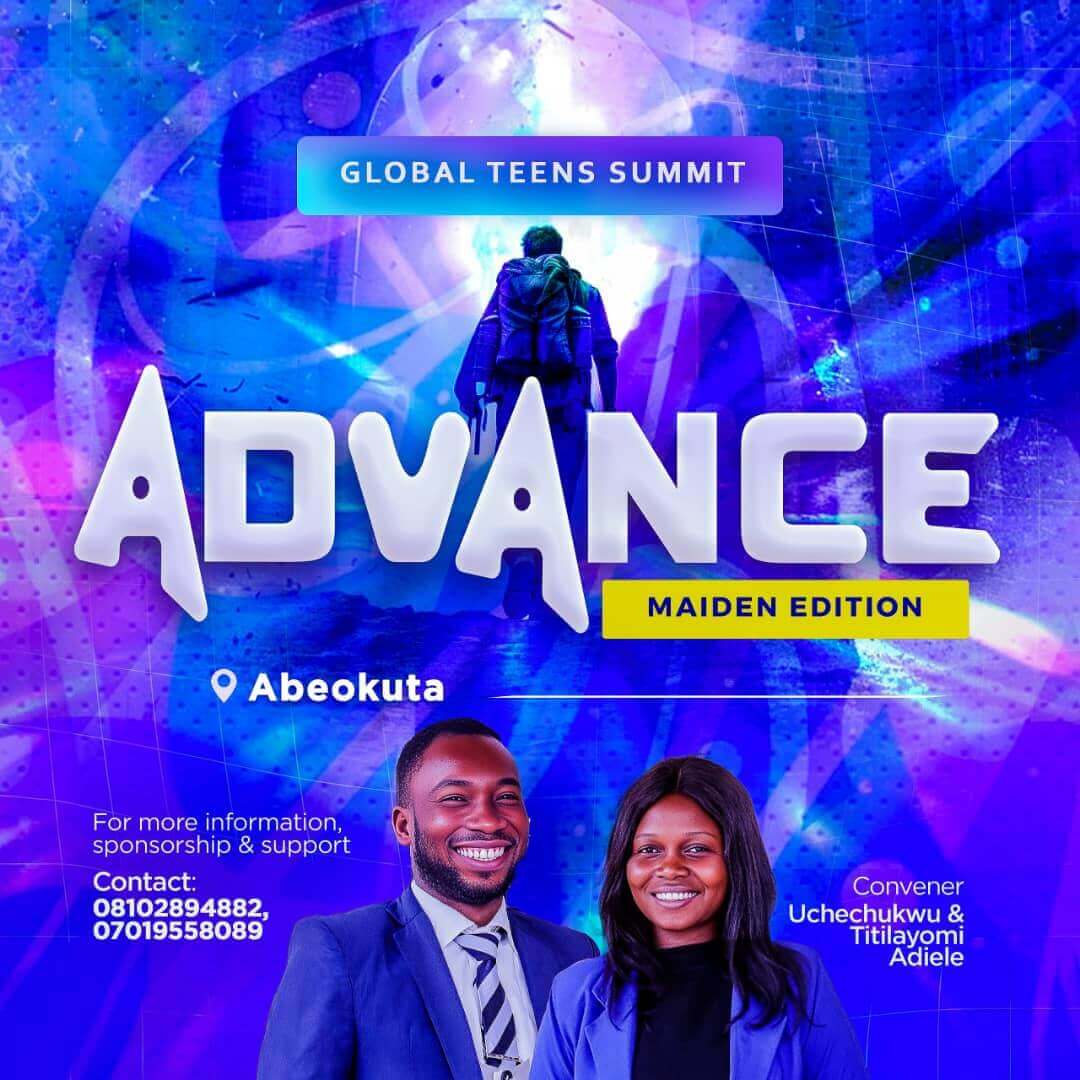 GLOBAL TEENS SUMMIT
ADVANCE
MAIDEN EDITION
Abeokuta
For more information,
sponsorship & support
Contact:
08102894882,
07019558089
Convener
Uchechukwu &
Titilayomi
Adiele